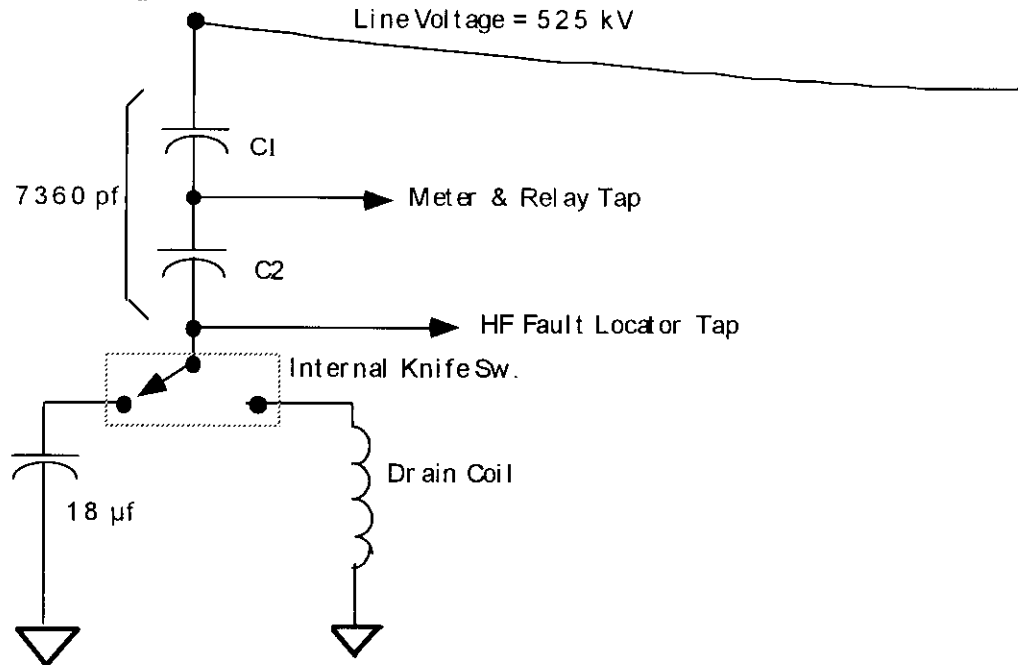 Line Voltage = 525 kV
C1
7360 pf
Meter & Relay Tap
C2
HF Fault Locator Tap
Internal Knife Sw.
Drain Coil
18 µf